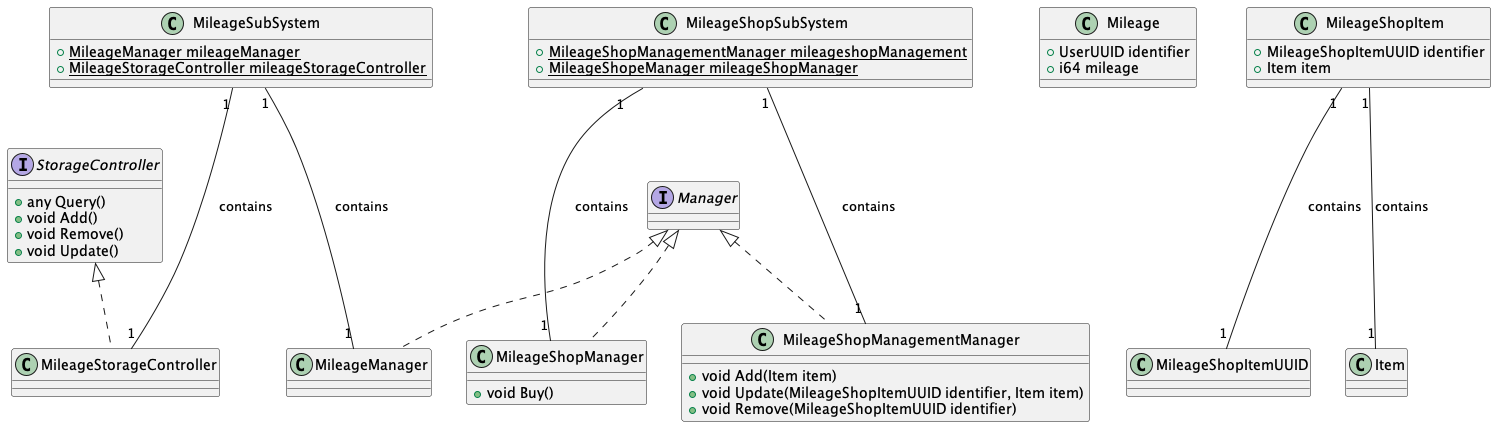 C MileageSubSystem
MileageManager mileageManager
MileageStorageController mileageStorageController
C MileageShopSubSystem
MileageShopManagementManager mileageshopManagement
MileageShopeManager mileageShopManager
C Mileage
UserUUID identifier
i64 mileage
C MileageShopItem
MileageShopItemUUID identifier
Item item
1
1
1
1
1
1
I StorageController
any Query()
void Add()
void Remove()
void Update()
contains
contains
contains
I Manager
contains
contains
contains
1
1
1
1
1
1
C MileageStorageController
C MileageManager
C MileageShopManager
void Buy()
C MileageShopManagementManager
void Add(Item item)
void Update(MileageShopItemUUID identifier, Item item)
void Remove(MileageShopItemUUID identifier)
C MileageShopItemUUID
C Item